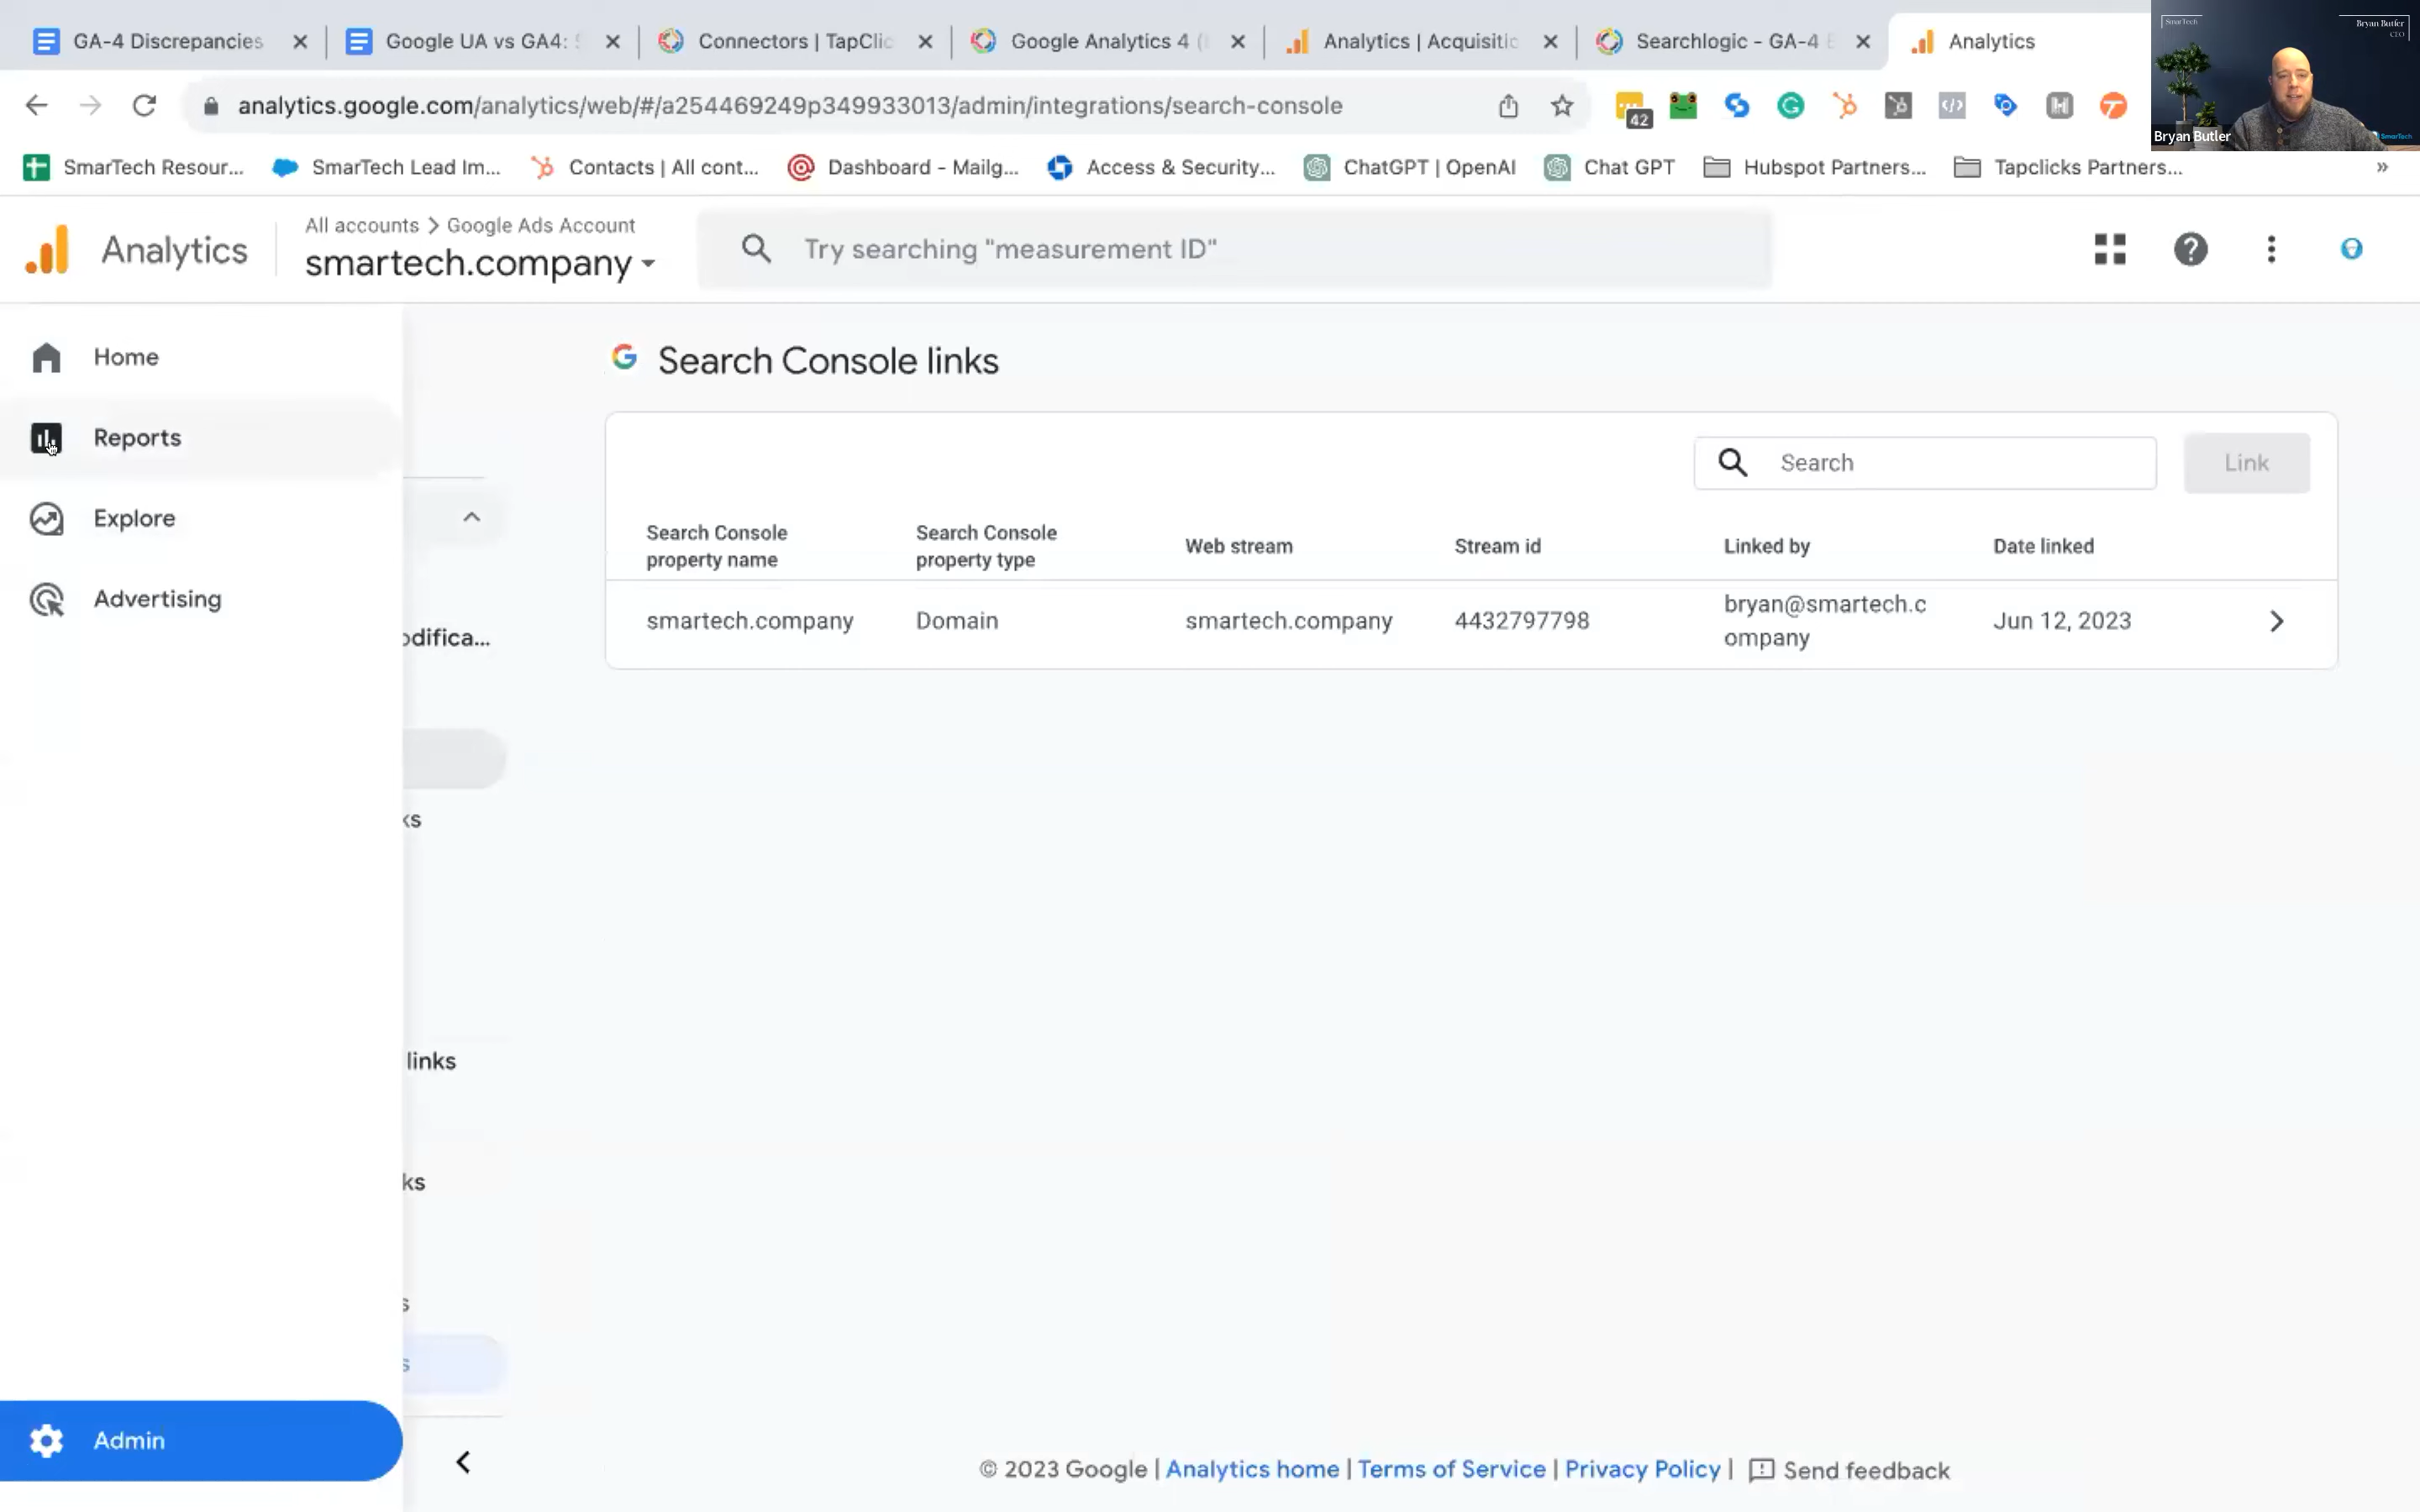 GA-4 Discrepancies
Google UA vs GA4:
Connectors | TapClic
Google Analytics 4 (
Analytics | Acquisitic
Searchlogic - GA-4
Analytics
SmarTech
Bryan Butler
CEO
analytics.google.com/analytics/web/#/a254469249p349933013/admin/integrations/search-console
42
Bryan Butler
SmarTech
SmarTech Resour...
SmarTech Lead Im...
Contacts | All cont...
Dashboard - Mailg...
Access & Security...
ChatGPT | OpenAI
Chat GPT
Hubspot Partners...
Tapclicks Partners...
»
Analytics
All accounts > Google Ads Account
smartech.company
Try searching "measurement ID"
Home
Reports
Explore
Advertising
odifica...
ks
links
ks
s
s
Admin
Search Console links
Search
Link
Search Console property name
Search Console property type
Web stream
Stream id
Linked by
Date linked
smartech.company
Domain
smartech.company
4432797798
bryan@smartech.c
ompany
Jun 12, 2023
© 2023 Google | Analytics home | Terms of Service | Privacy Policy | Send feedback